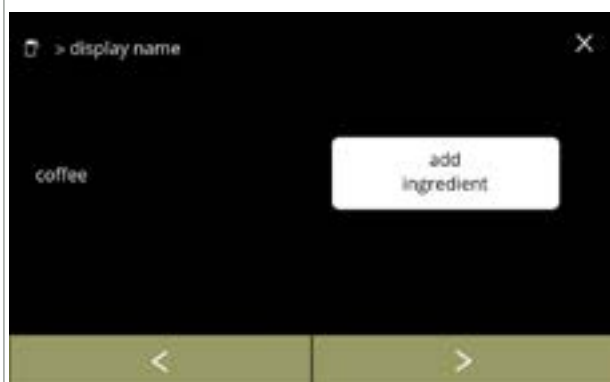 > display name
coffee
add
ingredient
< >